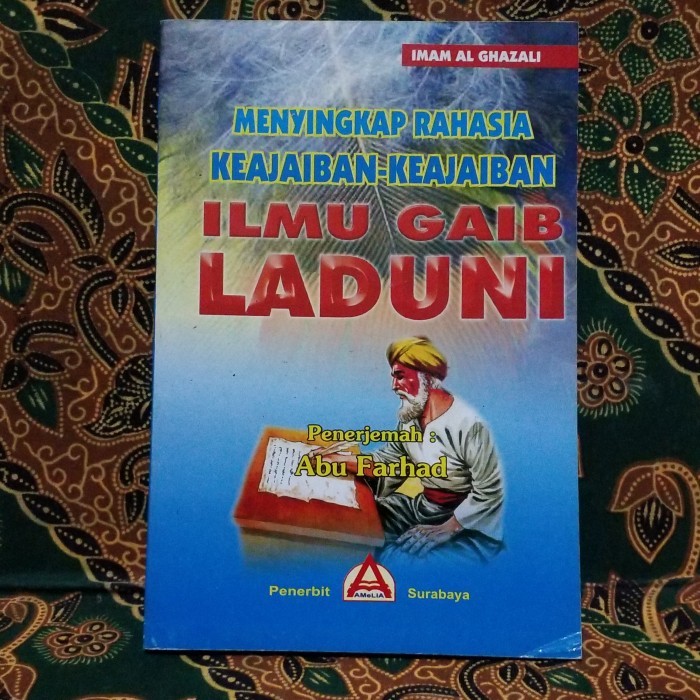 IMAM AL GHAZALI
MENYINGKAP RAHASIA
KEAJAIBAN-KEAJAIBAN
ILMU GAIB
LADUNI
Penerjemah :
Abu Farhad
Penerbit AMeLIA Surabaya